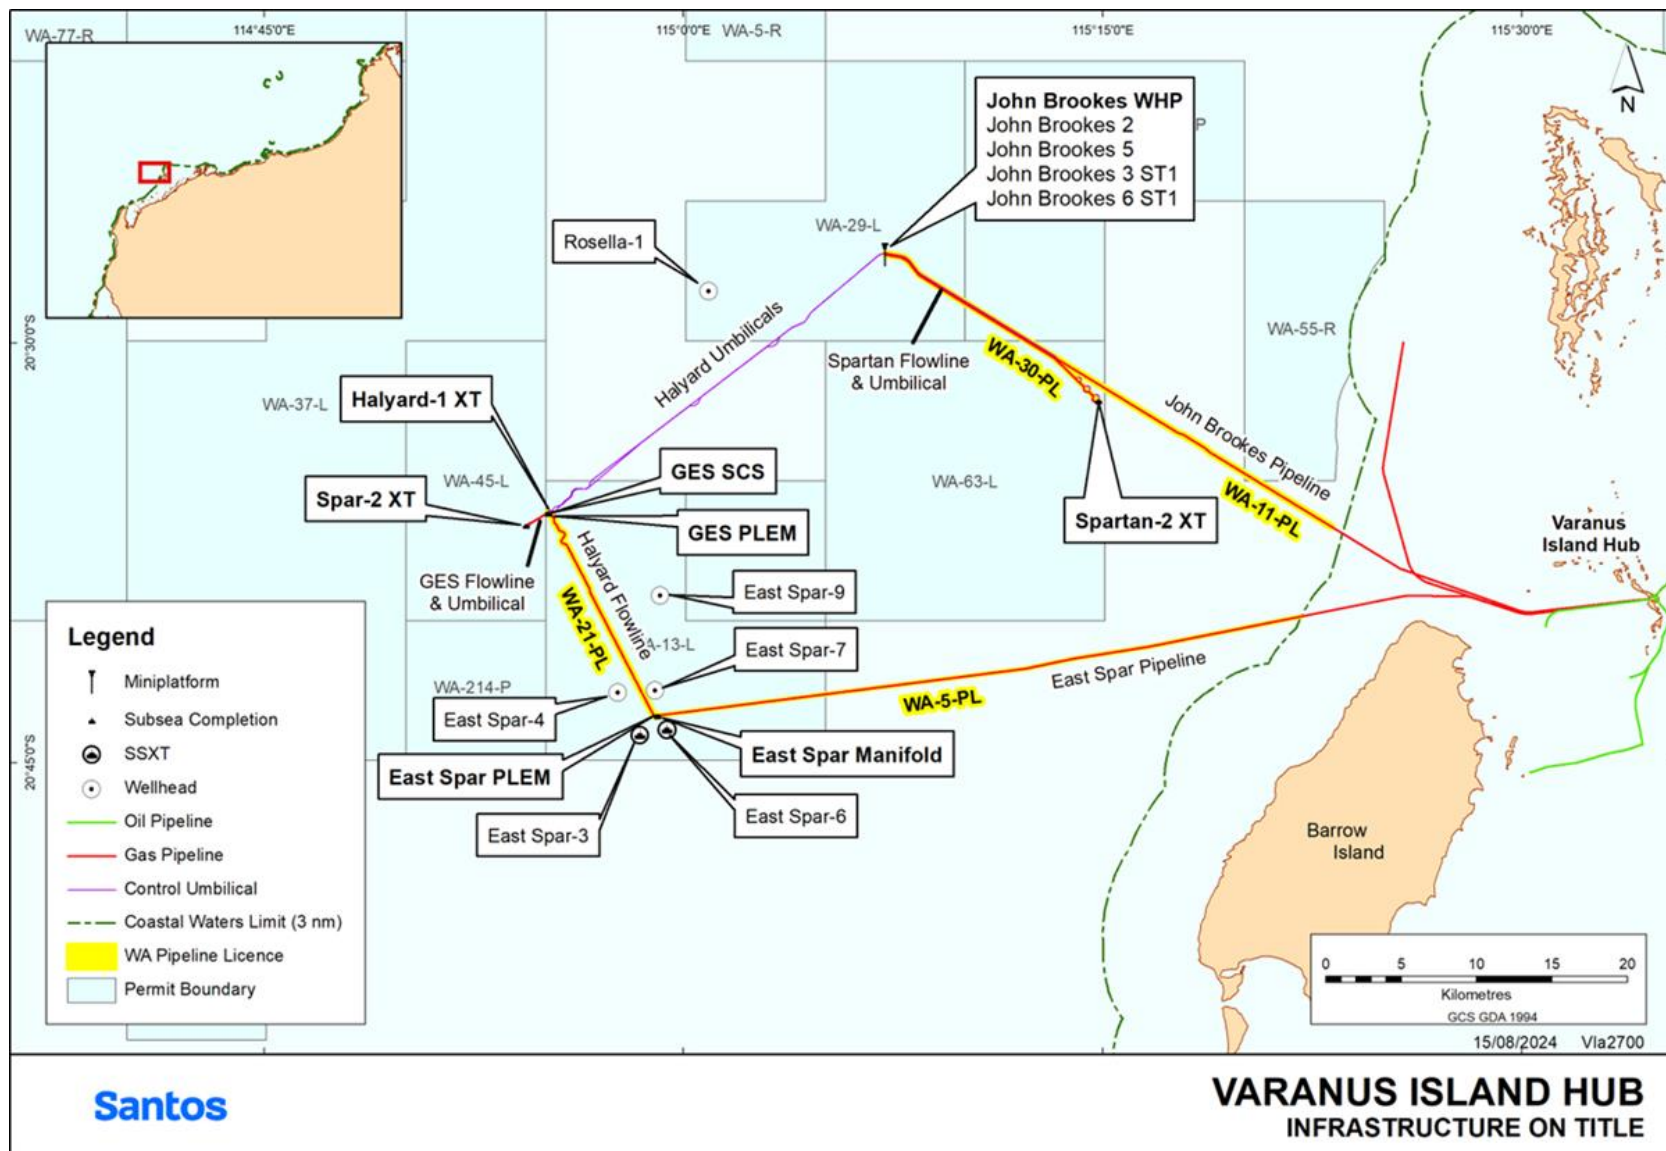 WA-77-R
114°45'0"E
115°0'0"E
WA-5-R
115°15'0"E
115°30'0"E
N
John Brookes WHP
John Brookes 2
John Brookes 5
John Brookes 3 ST1
John Brookes 6 ST1
P
WA-29-L
Rosella-1
20°30'0"S
Halyard Umbilicals
Spartan Flowline
& Umbilical
WA-30-PL
WA-55-R
WA-37-L
Halyard-1 XT
John Brookes Pipeline
WA-11-PL
WA-45-L
GES SCS
WA-63-L
Spar-2 XT
GES PLEM
Spartan-2 XT
Varanus
Island Hub
GES Flowline
& Umbilical
Halyard Flowline
WA-21-PL
East Spar-9
A-13-L
East Spar-7
WA-214-P
East Spar-4
East Spar Pipeline
WA-5-PL
20°45'0"S
East Spar PLEM
East Spar Manifold
East Spar-3
East Spar-6
Barrow
Island
Legend
Miniplatform
Subsea Completion
SSXT
Wellhead
Oil Pipeline
Gas Pipeline
Control Umbilical
Coastal Waters Limit (3 nm)
WA Pipeline Licence
Permit Boundary
0 5 10 15 20
Kilometres
GCS GDA 1994
15/08/2024 VIa2700
Santos
VARANUS ISLAND HUB
INFRASTRUCTURE ON TITLE